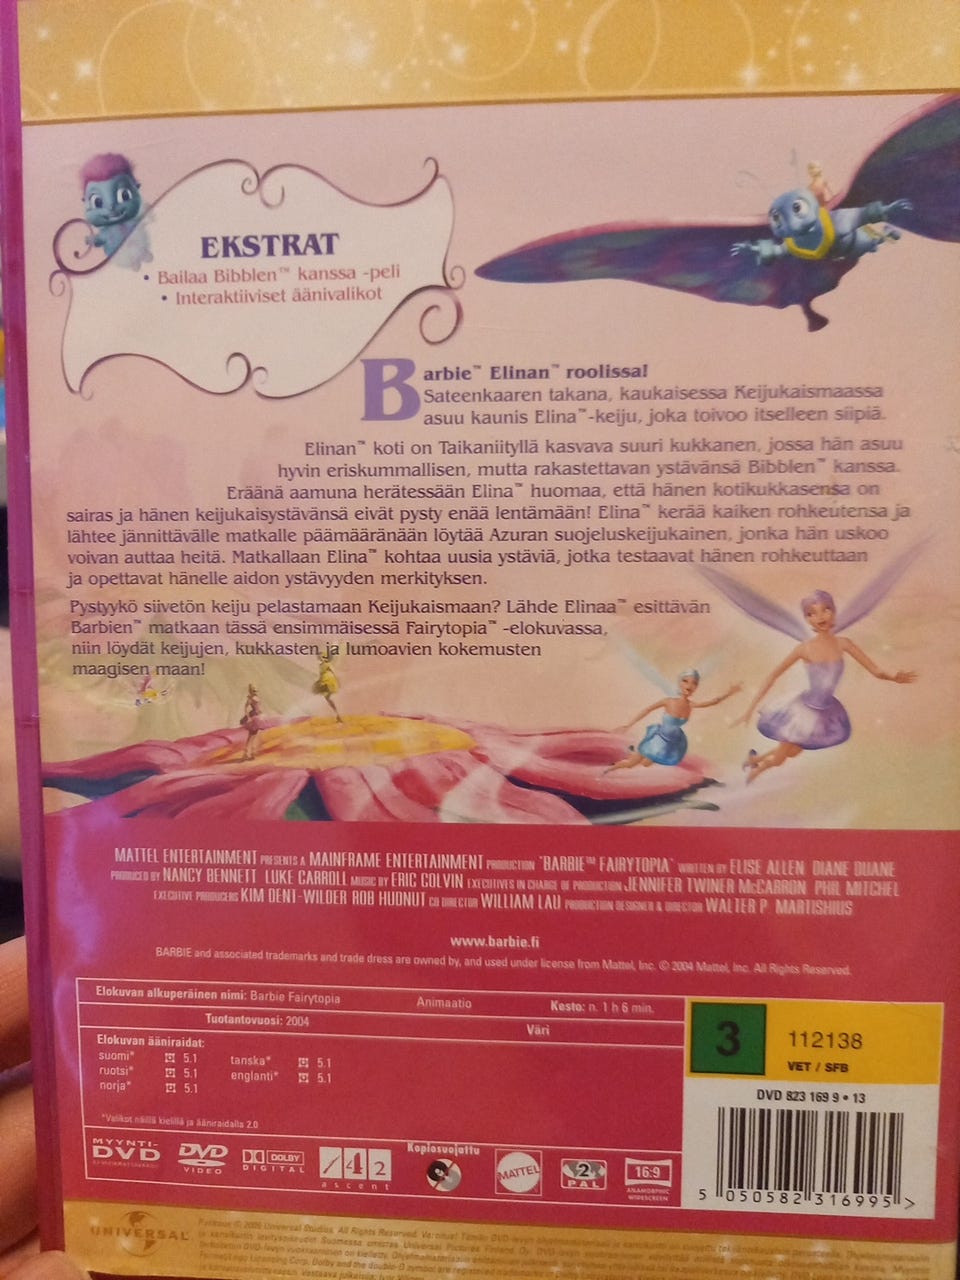 EKSTRAT
• Bailaa Bibblen™ kanssa -peli
• Interaktiiviset äänivalikot
Barbie™ Elinan™ roolissa!
Sateenkaaren takana, kaukaisessa Keijukaismaassa
asuu kaunis Elina™-keiju, joka toivoo itselleen siipiä.
Elinan™ koti on Taikaniityllä kasvava suuri kukkanen, jossa hän asuu
hyvin eriskummallisen, mutta rakastettavan ystävänsä Bibblen™ kanssa.
Eräänä aamuna herätessään Elina™ huomaa, että hänen kotikukkasensa on
sairas ja hänen keijukaisystävänsä eivät pysty enää lentämään! Elina™ kerää kaiken rohkeutensa ja
lähtee jännittävälle matkalle päämääränään löytää Azuran suojeluskeijukainen, jonka hän uskoo
voivan auttaa heitä. Matkallaan Elina™ kohtaa uusia ystäviä, jotka testaavat hänen rohkeuttaan
ja opettavat hänelle aidon ystävyyden merkityksen.
Pystyykö siivetön keiju pelastamaan Keijukaismaan? Lähde Elinaa™ esittävän
Barbien™ matkaan tässä ensimmäisessä Fairytopia™ -elokuvassa,
niin löydät keijujen, kukkasten ja lumoavien kokemusten
maagisen maan!
MATTEL ENTERTAINMENT PRESENTS A MAINFRAME ENTERTAINMENT PRODUCTION "BARBIE™ FAIRYTOPIA" WRITTEN BY ELISE ALLEN DIANE DUANE
PRODUCED BY NANCY BENNETT LUKE CARROLL MUSIC BY ERIC COLVIN EXECUTIVES IN CHARGE OF PRODUCTION JENNIFER TWINER McCARRON PHIL MITCHEL
EXECUTIVE PRODUCERS KIM DENT-WILDER ROB HUDNUT CO DIRECTOR WILLIAM LAU PRODUCTION DESIGNER & DIRECTOR WALTER P. MARTISHIUS
www.barbie.fi
BARBIE and associated trademarks and trade dress are owned by, and used under license from Mattel, Inc. © 2004 Mattel, Inc. All Rights Reserved.
Elokuvan alkuperäinen nimi: Barbie Fairytopia Animaatio Kesto: n. 1 h 6 min.
Tuotantovuosi: 2004 Väri
Elokuvan ääniraidat:
suomi* 5.1 tanska* 5.1
ruotsi* 5.1 englanti* 5.1
norja* 5.1
*Valikot näillä kielillä ja ääniraidalla 2.0
3
112138
VET / SFB
DVD 823 169 9 • 13
5 050582 316995 >
MYYNTI-
DVD
DVD
VIDEO
DOLBY
DIGITAL
/42
ascent
Kopiosuojattu
MATTEL
2
PAL
16:9
ANAMORPHIC
WIDESCREEN
UNIVERSAL